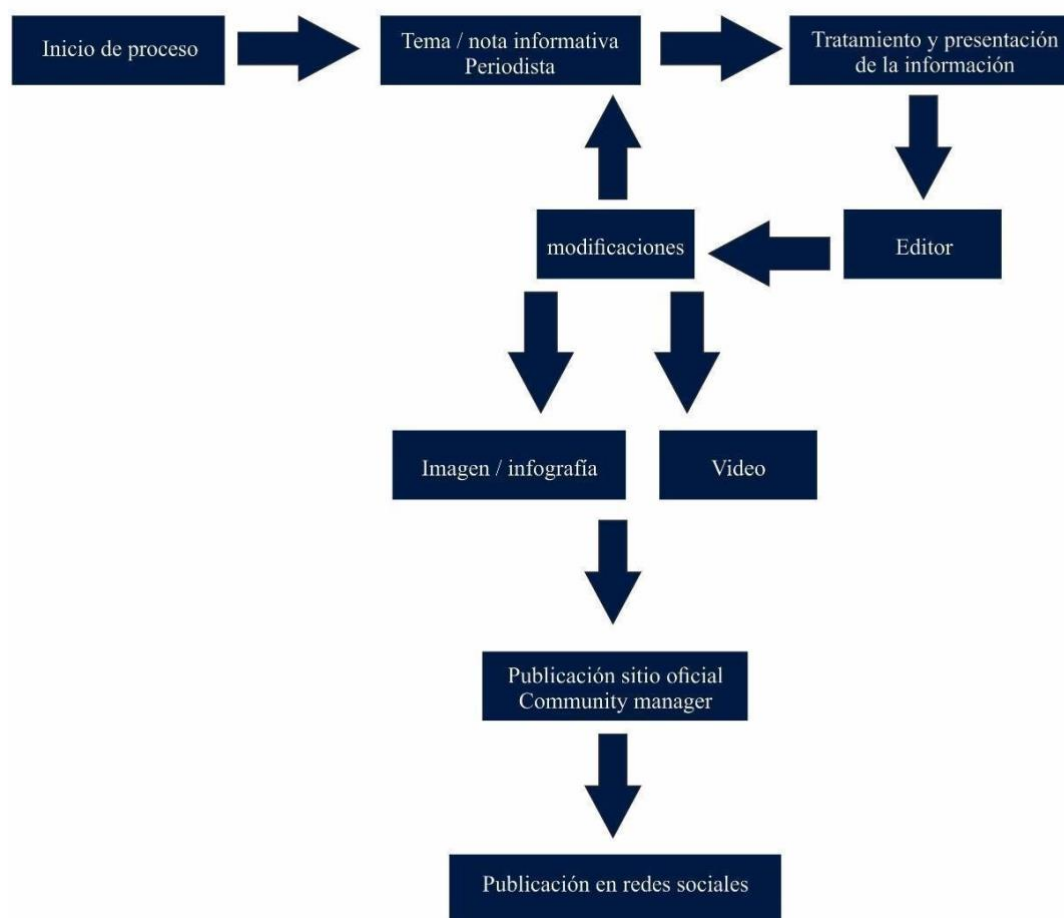 Inicio de proceso
Tema / nota informativa
Periodista
Tratamiento y presentación
de la información
modificaciones
Editor
Imagen / infografía
Video
Publicación sitio oficial
Community manager
Publicación en redes sociales